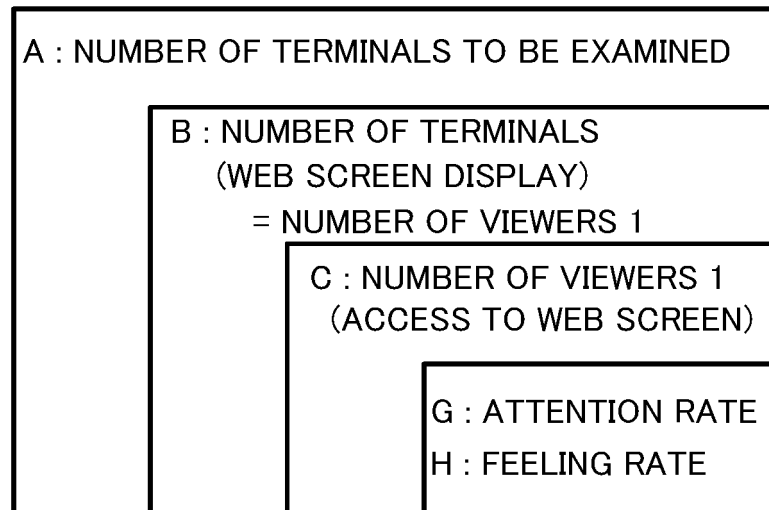 A : NUMBER OF TERMINALS TO BE EXAMINED
B : NUMBER OF TERMINALS
(WEB SCREEN DISPLAY)
= NUMBER OF VIEWERS 1
C : NUMBER OF VIEWERS 1
(ACCESS TO WEB SCREEN)
G : ATTENTION RATE
H : FEELING RATE